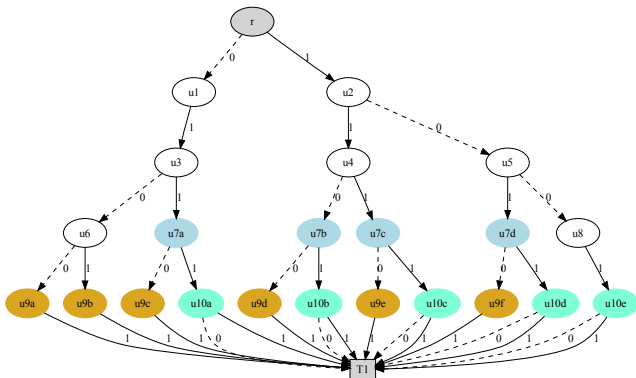 r
0 1
u1 u2
1 1 0
u3 u4 u5
0 1 0 1 1 0
u6 u7a u7b u7c u7d u8
0 1 0 1 0 1 0 1 0 1 1
u9a u9b u9c u10a u9d u10b u9e u10c u9f u10d u10e
1 1 1 0 1 1 0 1 1 0 1 1 0 1 0 1
T1